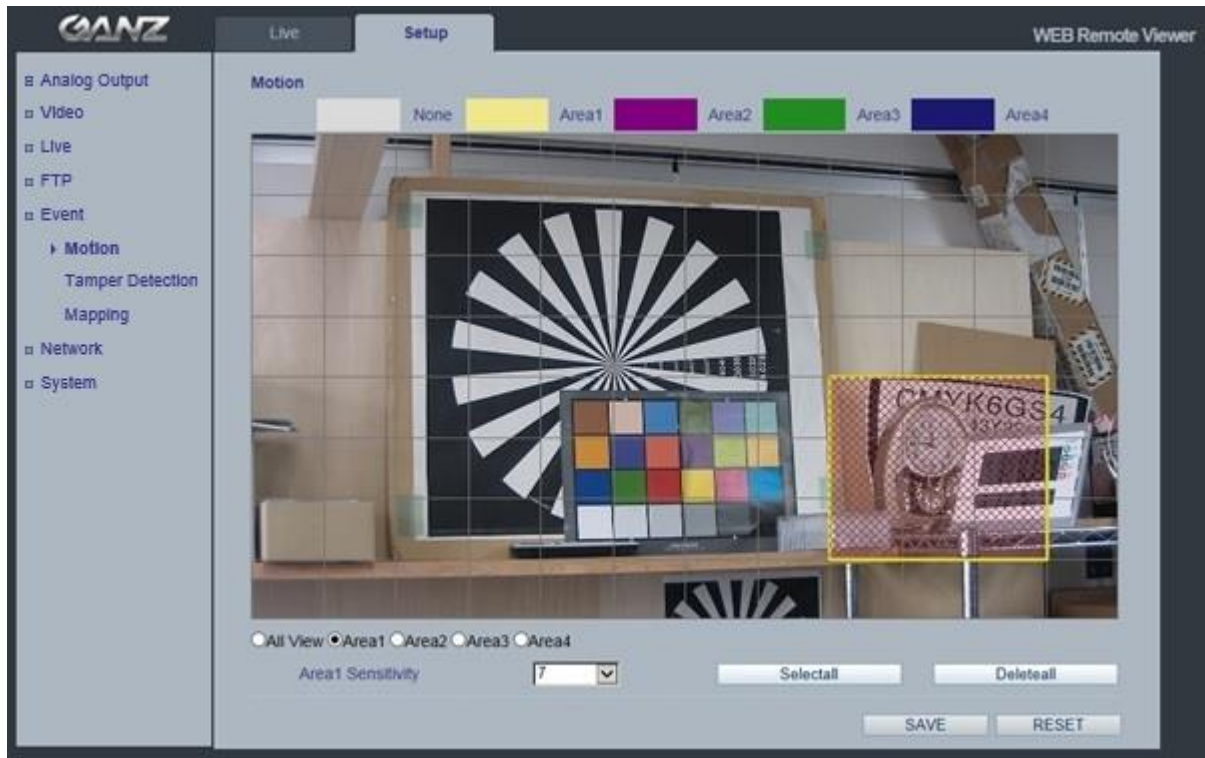 GANZ
Live
Setup
WEB Remote Viewer
Analog Output
Video
Live
FTP
Event
Motion
Tamper Detection
Mapping
Network
System
Motion
None Area1 Area2 Area3 Area4
CMYK6GS4
All View Area1 Area2 Area3 Area4
Area1 Sensitivity 7 Selectall Deleteall
SAVE RESET